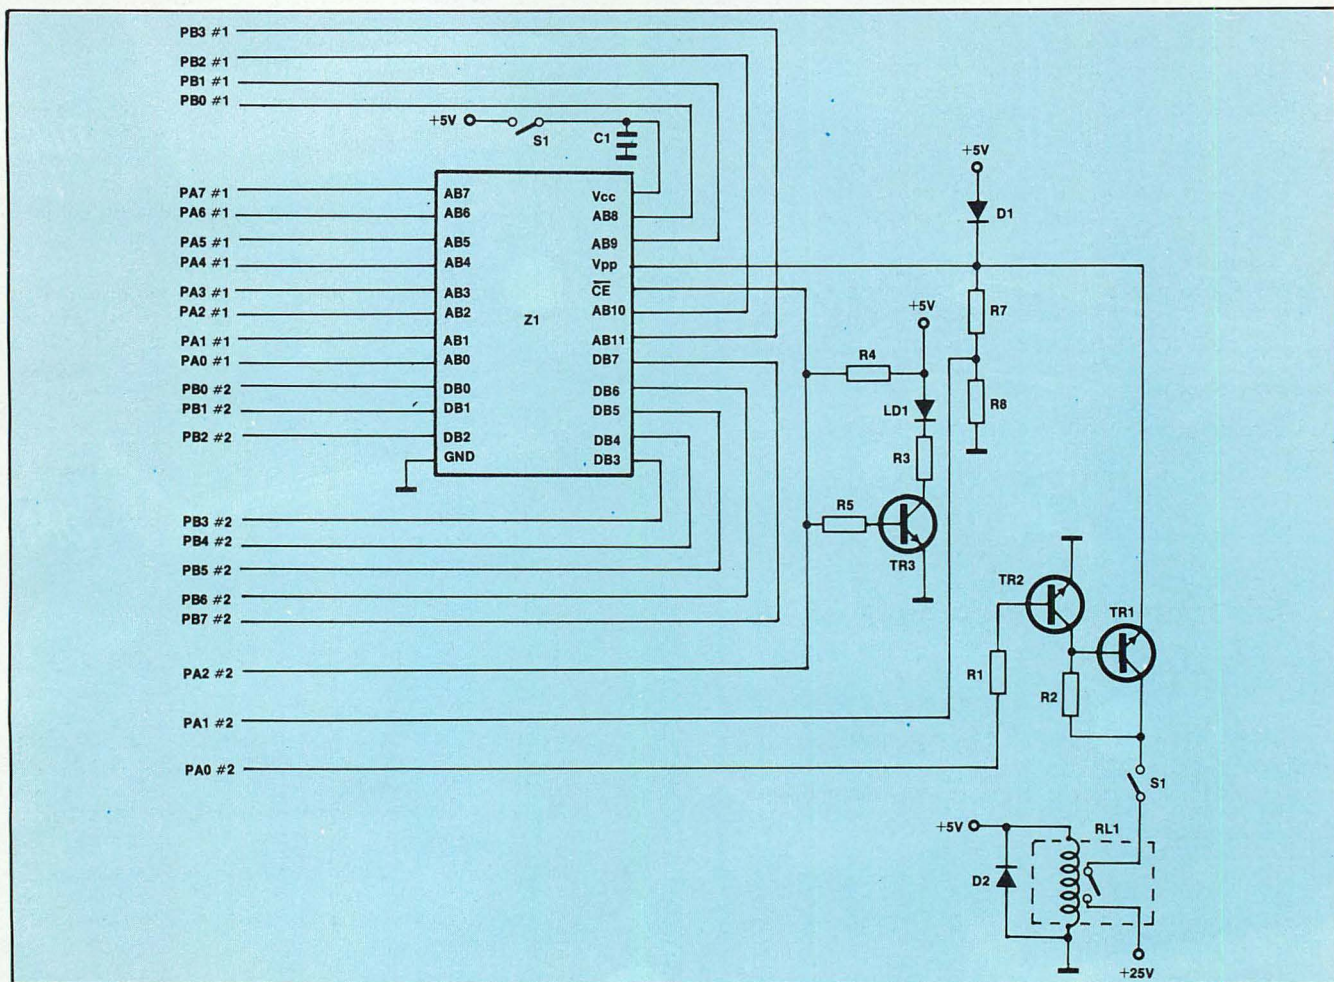 PB3 #1
PB2 #1
PB1 #1
PB0 #1
+5V
S1
C1
+5V
D1
PA7 #1
PA6 #1
PA5 #1
PA4 #1
PA3 #1
PA2 #1
PA1 #1
PA0 #1
PB0 #2
PB1 #2
PB2 #2
AB7
AB6
AB5
AB4
AB3
AB2
AB1
AB0
DB0
DB1
DB2
GND
Z1
Vcc
AB8
AB9
Vpp
CE
AB10
AB11
DB7
DB6
DB5
DB4
DB3
+5V
R7
R4
LD1
R8
R3
R5
TR3
PB3 #2
PB4 #2
PB5 #2
PB6 #2
PB7 #2
PA2 #2
PA1 #2
PA0 #2
TR2
TR1
R1
R2
S1
+5V
RL1
D2
+25V